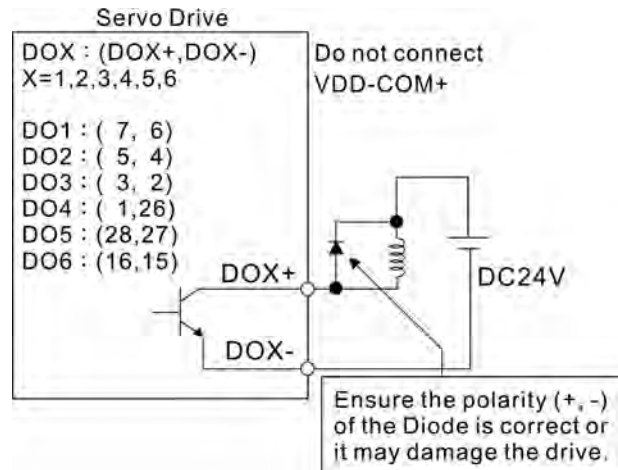 Servo Drive
DOX : (DOX+,DOX-)
X=1,2,3,4,5,6
DO1 : ( 7, 6)
DO2 : ( 5, 4)
DO3 : ( 3, 2)
DO4 : ( 1,26)
DO5 : (28,27)
DO6 : (16,15)
Do not connect
VDD-COM+
DOX+
DOX-
DC24V
Ensure the polarity (+, -)
of the Diode is correct or
it may damage the drive.